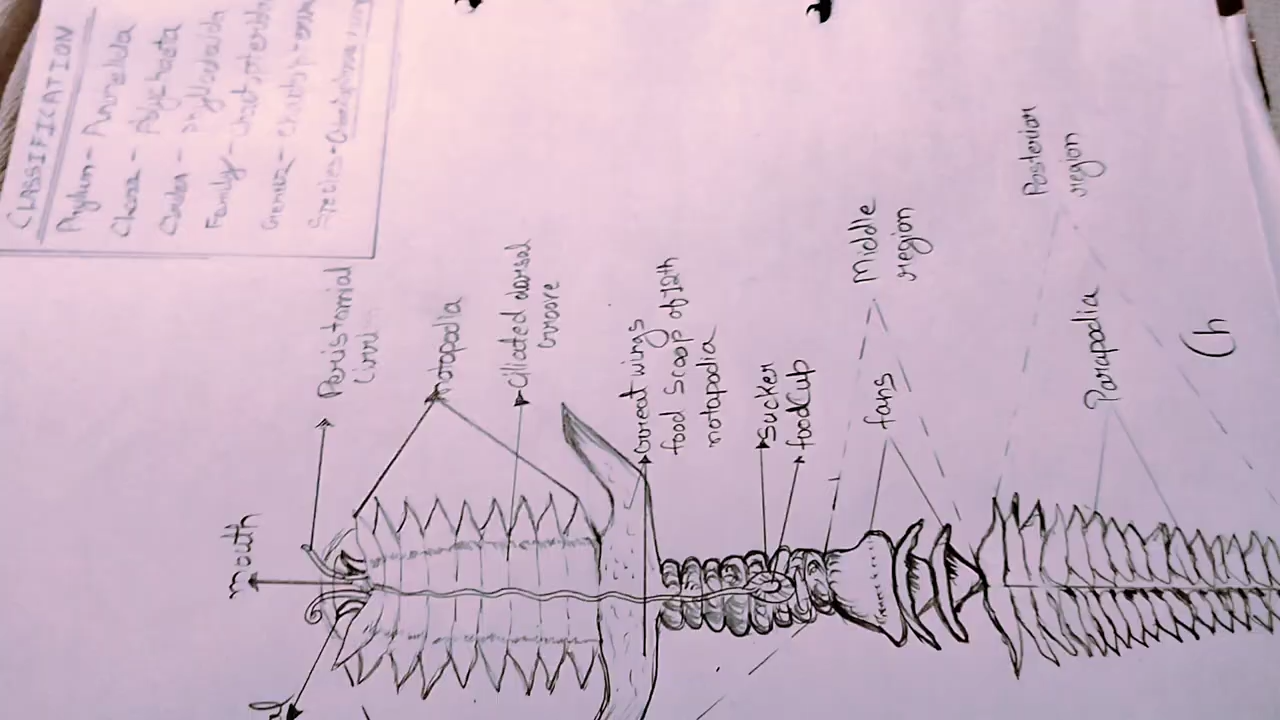 CLASSIFICATION
Phylum - Annelida
Class - Polychaeta
Order -
Family -
Genus -
Species -
Peristomial
Cirri
mouth
notopodia
Ciliated dorsal
Groove
Great wings
food scoop of 12th
notapodia
Sucker
foodCup
Middle
region
fans
Posterior
region
Parapodia
Ch